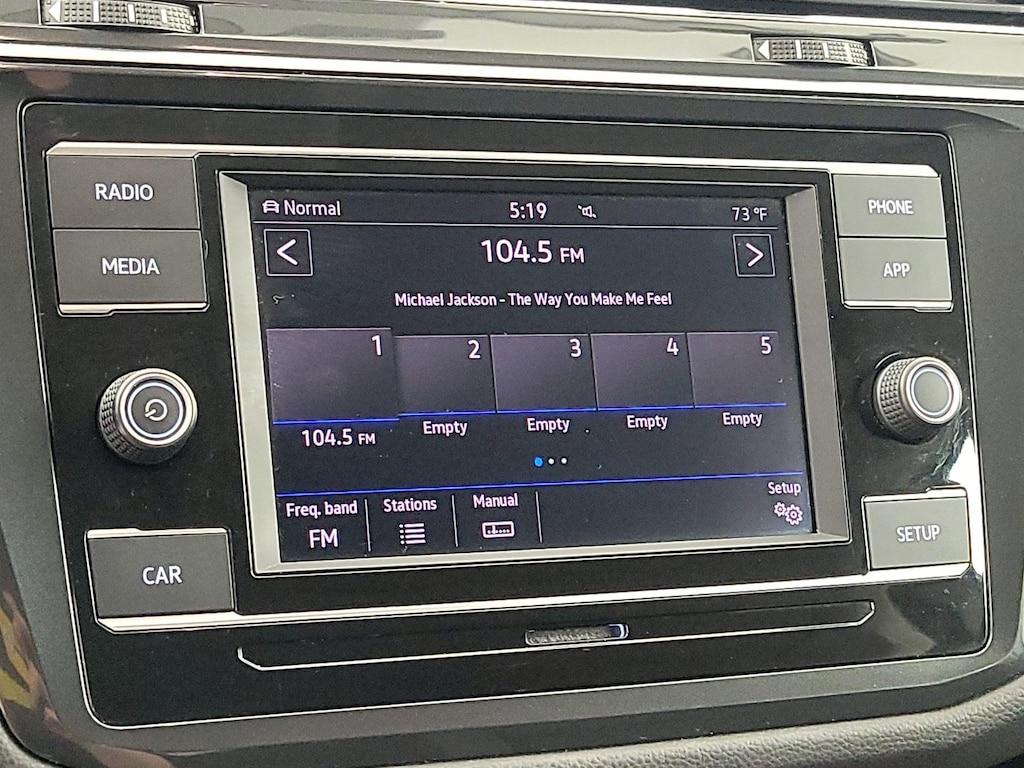 RADIO
MEDIA
Normal 5:19 73 °F
< 104.5 FM >
Michael Jackson - The Way You Make Me Feel
1 2 3 4 5
104.5 FM Empty Empty Empty Empty
Freq. band Stations Manual Setup
FM
PHONE
APP
CAR
SETUP